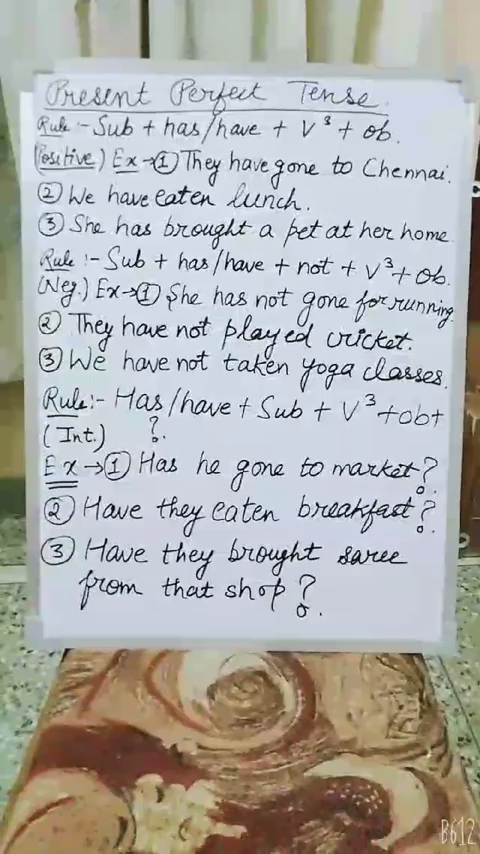 Present Perfect Tense.
Rule :- Sub + has/have + V³ + ob.
(Positive) Ex → ① They have gone to Chennai.
② We have eaten lunch.
③ She has brought a pet at her home.
Rule :- Sub + has/have + not + V³ + Ob.
(Neg.) Ex → ① She has not gone for running.
② They have not played cricket.
③ We have not taken yoga classes.
Rule :- Has/have + Sub + V³ + ob +
(Int.) ?
Ex → ① Has he gone to market?
② Have they eaten breakfast?
③ Have they brought saree
from that shop?
B612